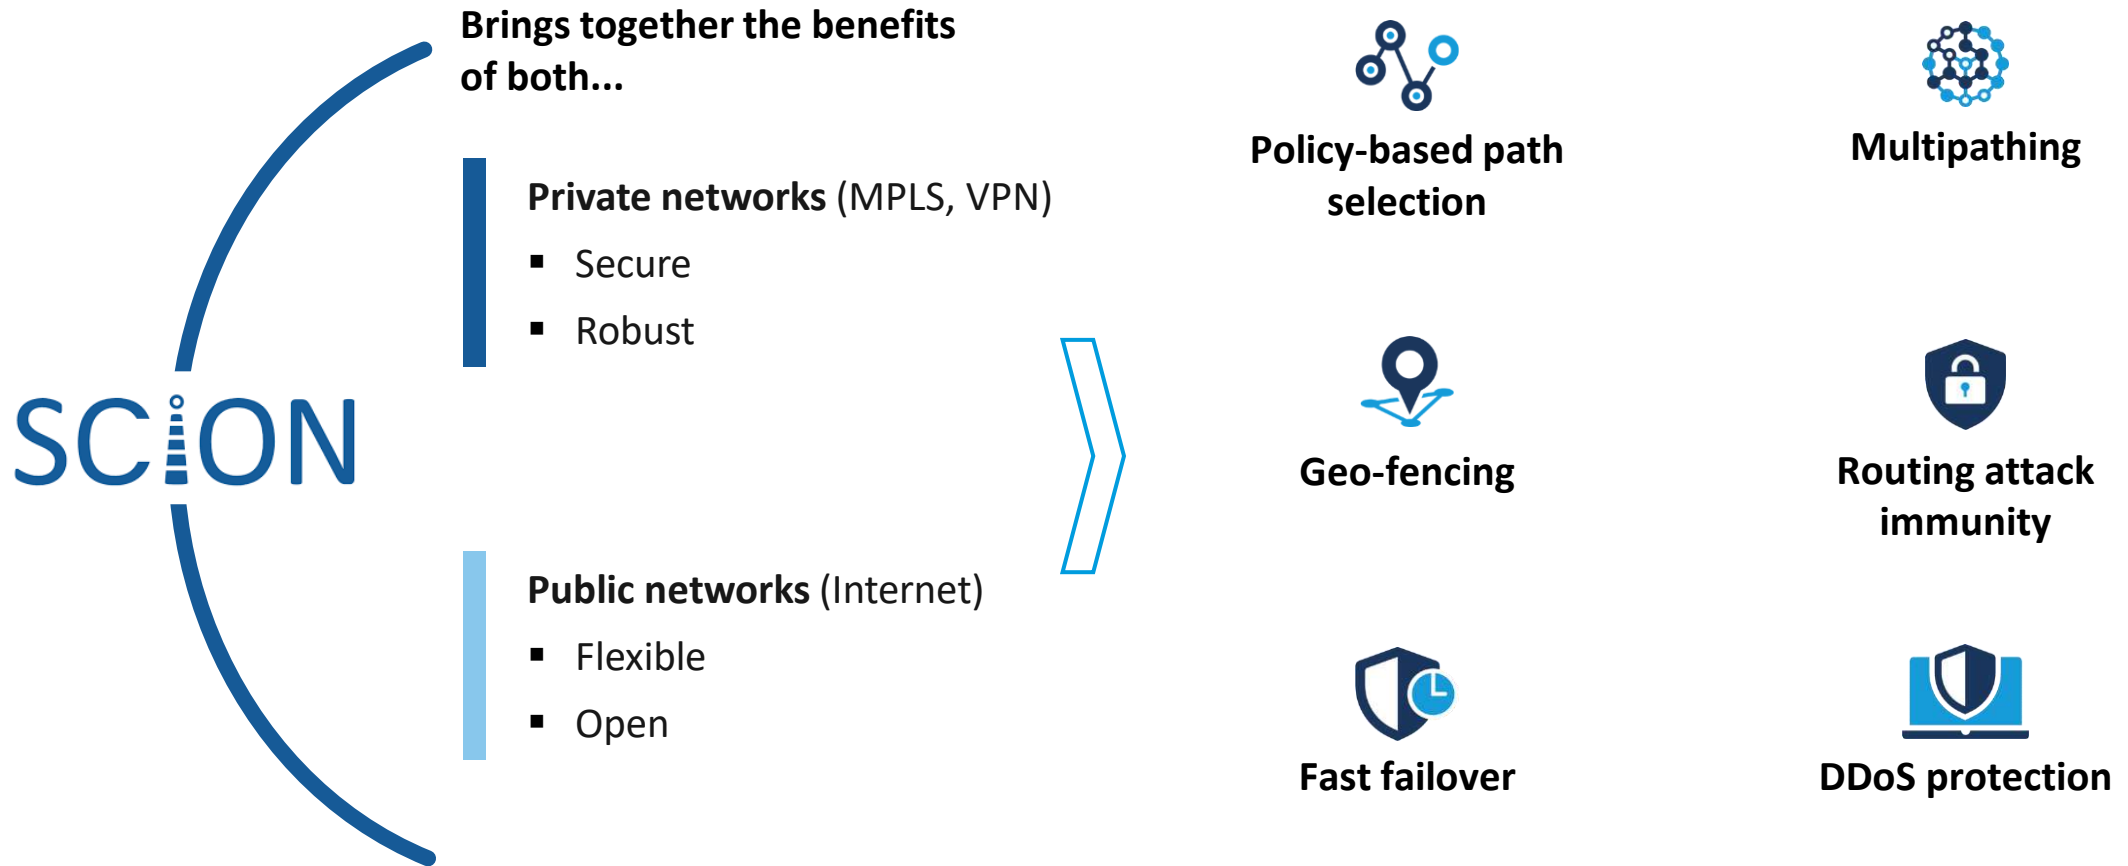 Brings together the benefits
of both...
Private networks (MPLS, VPN)
▪ Secure
▪ Robust
SCION
Public networks (Internet)
▪ Flexible
▪ Open
Policy-based path
selection
Multipathing
Geo-fencing
Routing attack
immunity
Fast failover
DDoS protection